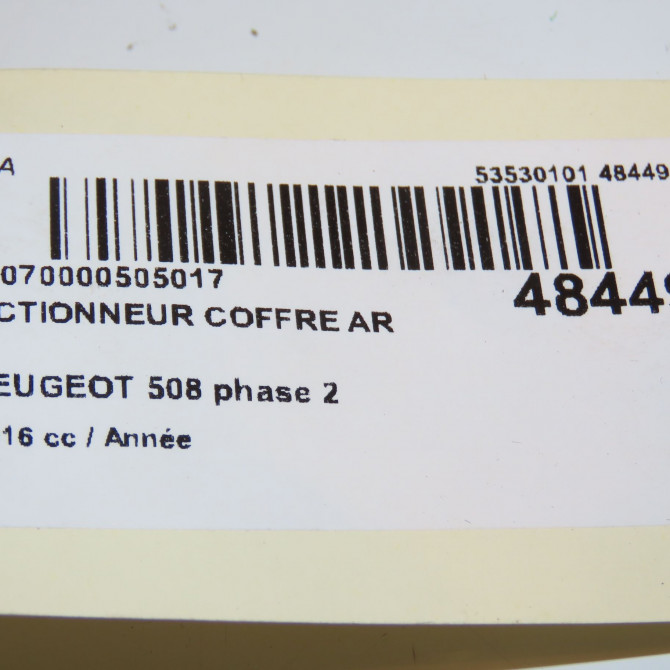 A
53530101 48449
070000505017
48449
CTIONNEUR COFFRE AR
EUGEOT 508 phase 2
16 cc / Année